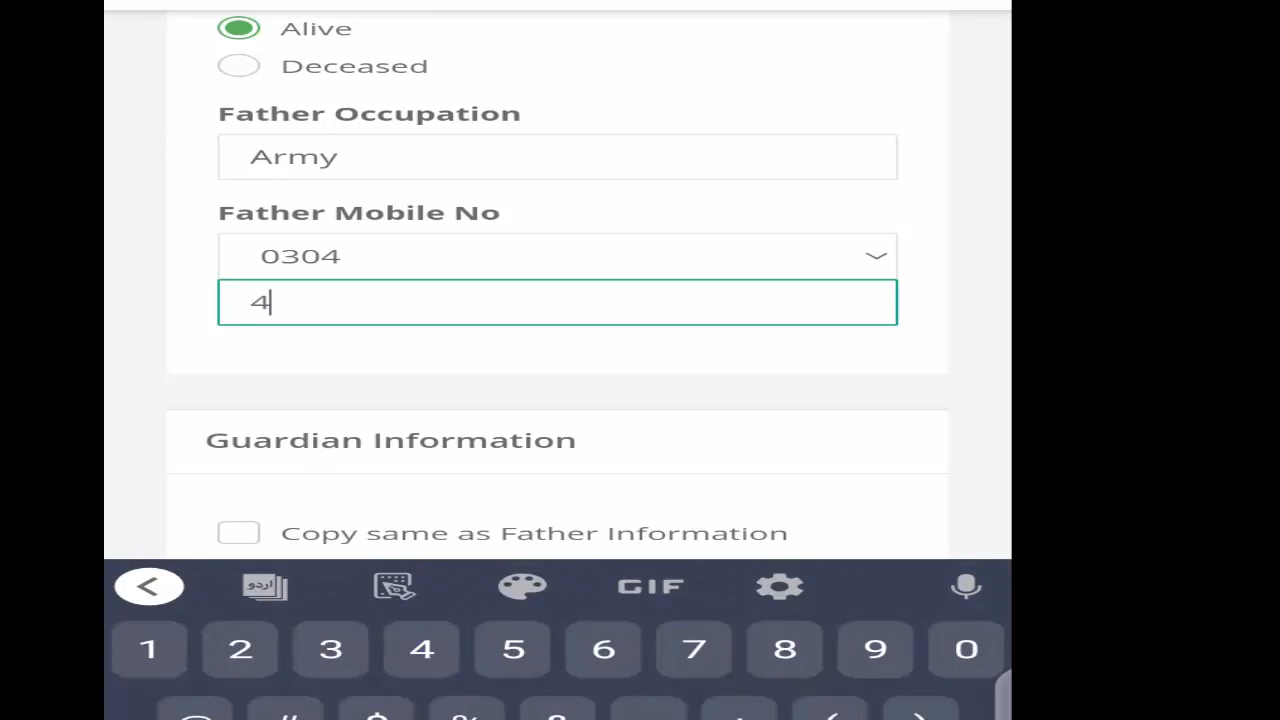 Alive
Deceased
Father Occupation
Army
Father Mobile No
0304
4
Guardian Information
Copy same as Father Information
اردو GIF
1 2 3 4 5 6 7 8 9 0